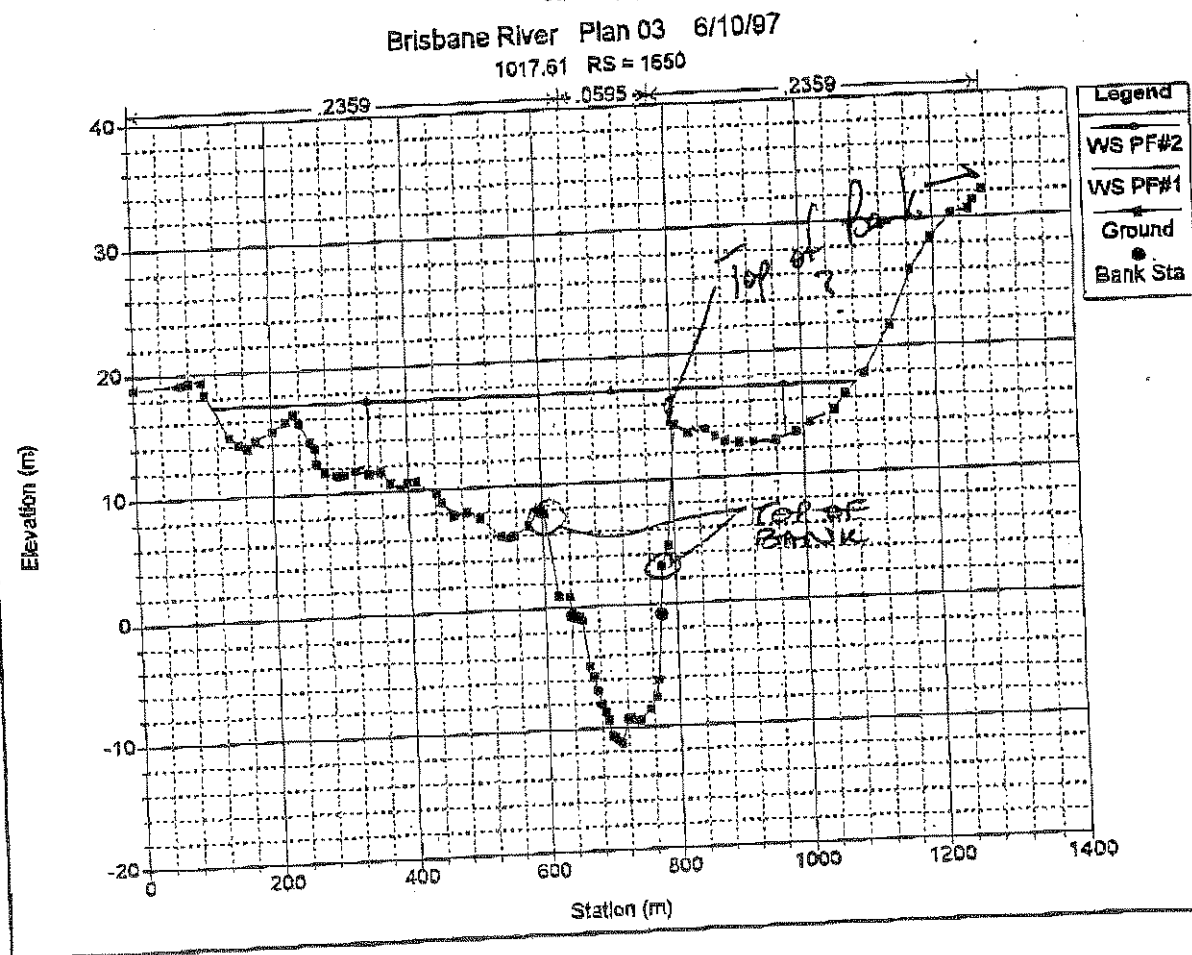 Brisbane River Plan 03 6/10/97
1017.61 RS = 1650
.2359 .0595 .2359
Legend
WS PF#2
WS PF#1
Ground
Bank Sta
Top of Bank
?
TOP OF
BANK
Elevation (m)
40
30
20
10
0
-10
-20
0 200 400 600 800 1000 1200 1400
Station (m)